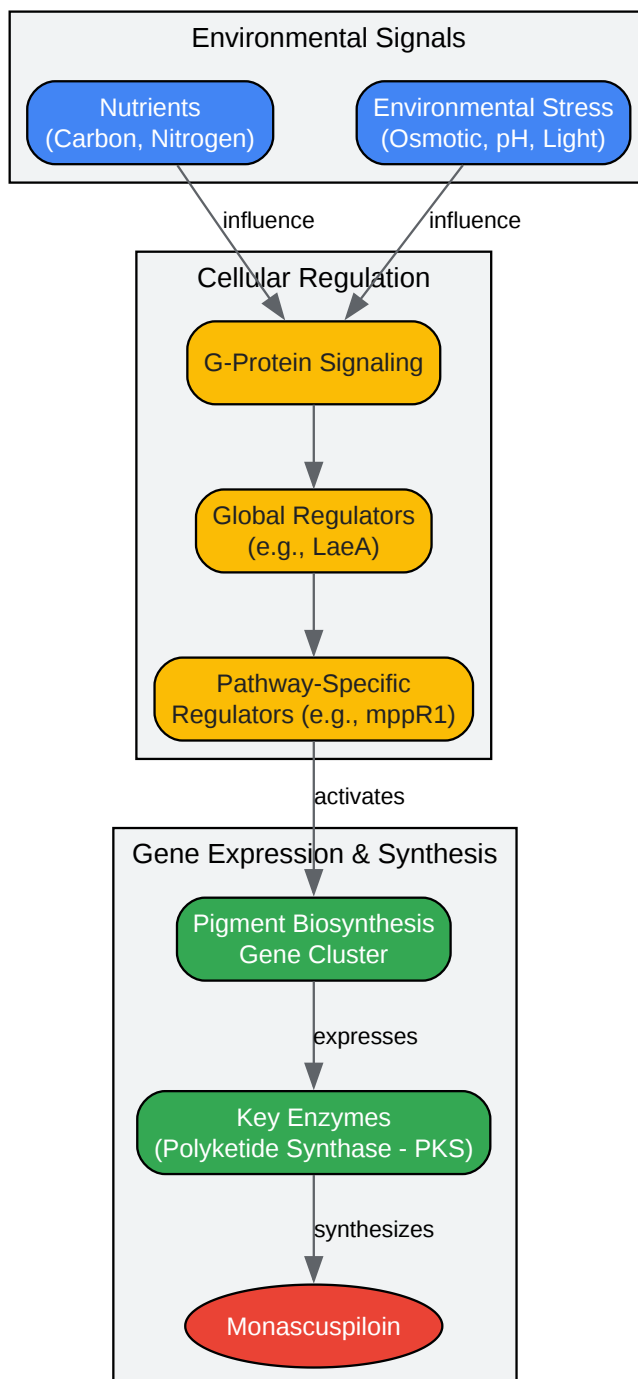 Environmental Signals
Nutrients
(Carbon, Nitrogen)
Environmental Stress
(Osmotic, pH, Light)
influence
influence
Cellular Regulation
G-Protein Signaling
Global Regulators
(e.g., LaeA)
Pathway-Specific
Regulators (e.g., mppR1)
activates
Gene Expression & Synthesis
Pigment Biosynthesis
Gene Cluster
expresses
Key Enzymes
(Polyketide Synthase - PKS)
synthesizes
Monascuspiloin